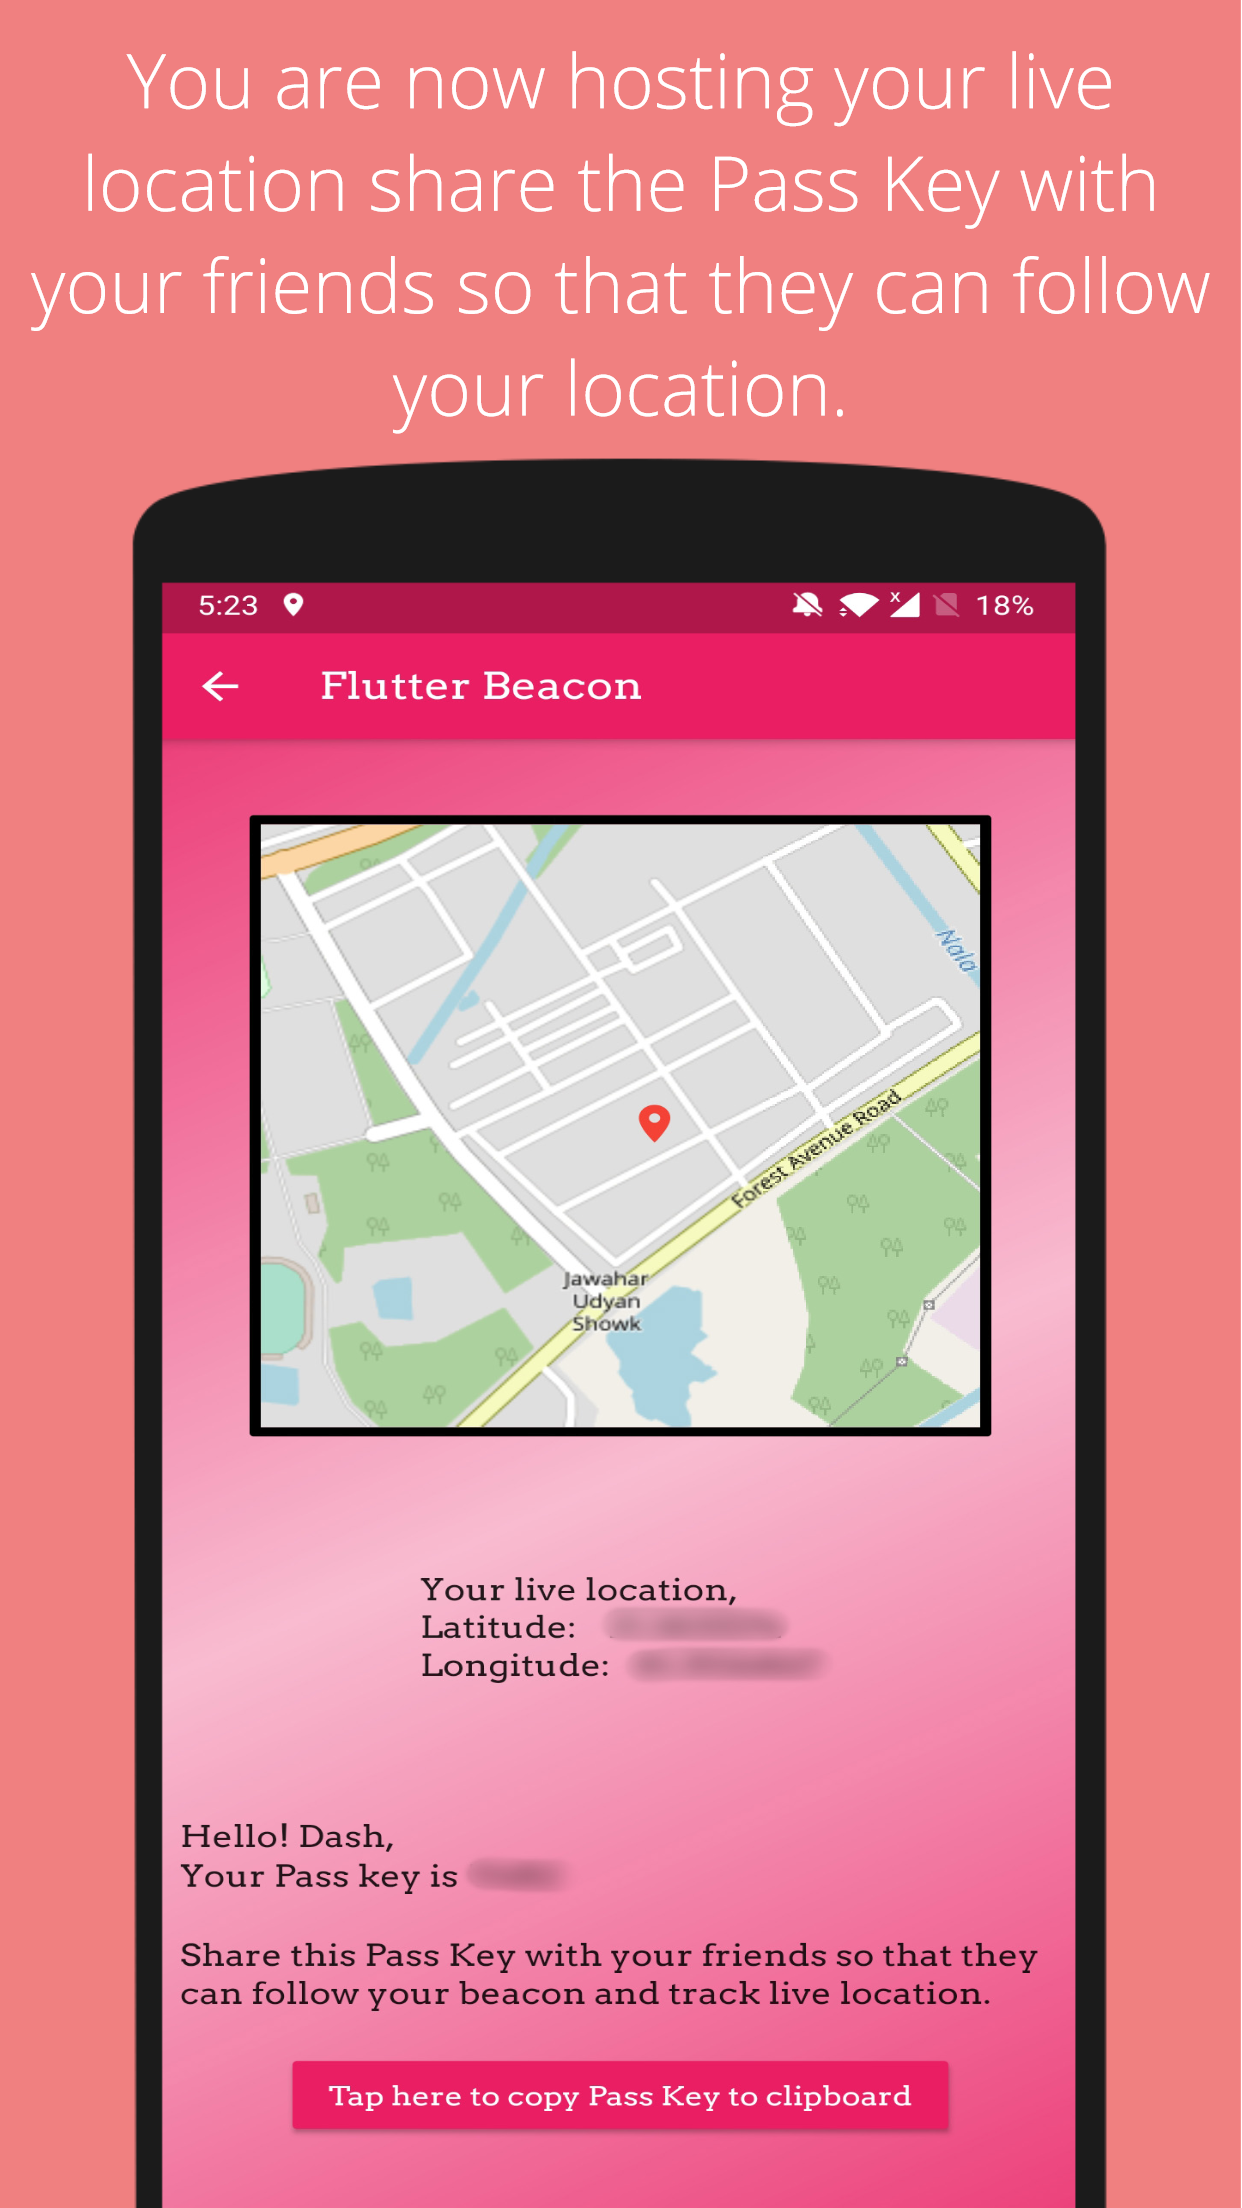 You are now hosting your live
location share the Pass Key with
your friends so that they can follow
your location.
5:23
x
18%
Flutter Beacon
Nala
Forest Avenue Road
Jawahar
Udyan
Showk
Your live location,
Latitude:
Longitude:
Hello! Dash,
Your Pass key is
Share this Pass Key with your friends so that they
can follow your beacon and track live location.
Tap here to copy Pass Key to clipboard